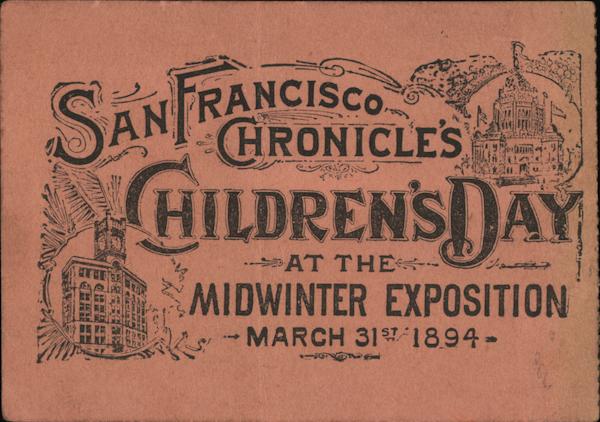 SAN FRANCISCO
CHRONICLE'S
CHILDREN'S DAY
AT THE
MIDWINTER EXPOSITION
MARCH 31ST 1894